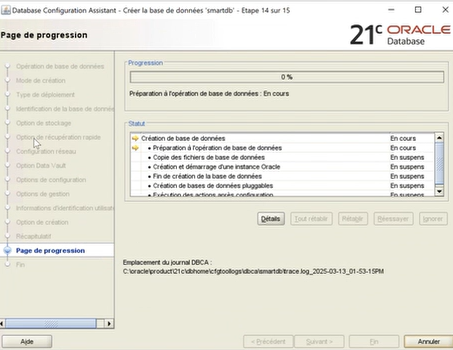 Database Configuration Assistant - Créer la base de données 'smartdb' - Etape 14 sur 15
Page de progression
21c ORACLE
Database
Opération de base de données
Mode de création
Type de déploiement
Identification de la base de données
Option de stockage
Option de récupération rapide
Configuration réseau
Option Data Vault
Options de configuration
Options de gestion
Informations d'identification utilisate
Option de création
Récapitulatif
Page de progression
Fin
Progression
0 %
Préparation à l'opération de base de données : En cours
Statut
Création de base de données En cours
Préparation à l'opération de base de données En cours
Copie des fichiers de base de données En suspens
Création et démarrage d'une instance Oracle En suspens
Fin de création de la base de données En suspens
Création de bases de données pluggables En suspens
Exécution des actions après configuration En suspens
Détails Tout rétablir Rétablir Réessayer Ignorer
Emplacement du journal DBCA :
C:\oracle\product\21c\dbhome\cfgtoollogs\dbca\smartdb\trace.log_2025-03-13_01-53-15PM
Aide < Précédent Suivant > Fin Annuler